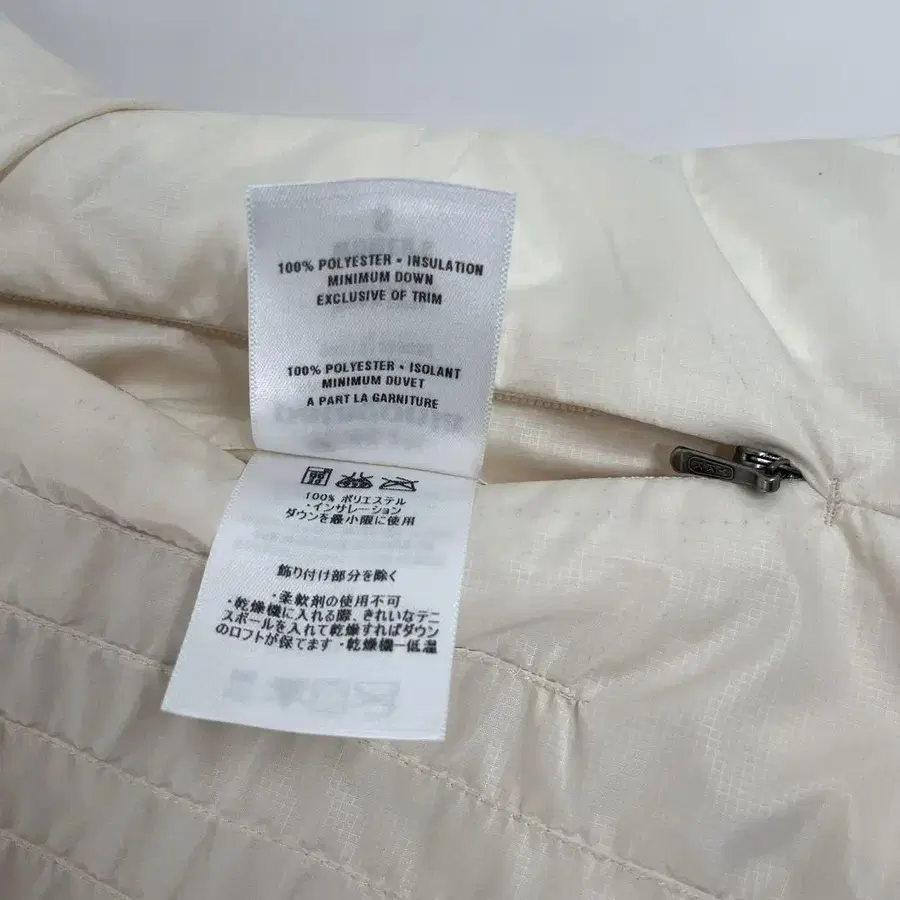 100% POLYESTER • INSULATION
MINIMUM DOWN
EXCLUSIVE OF TRIM
100% POLYESTER • ISOLANT
MINIMUM DUVET
A PART LA GARNITURE
100% ポリエステル
・インサレーション
ダウンを最小限に使用
飾り付け部分を除く
・柔軟剤の使用不可
・乾燥機に入れる際、きれいなテニ
スボールを入れて乾燥すればダウン
のロフトが保てます・乾燥機－低温